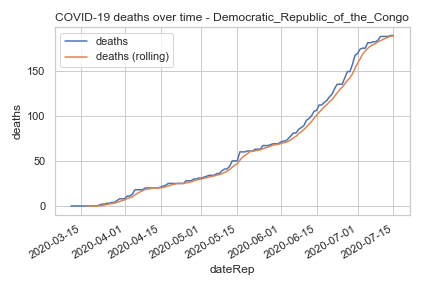 COVID-19 deaths over time - Democratic_Republic_of_the_Congo
deaths
deaths (rolling)
deaths
150
100
50
0
2020-03-15
2020-04-01
2020-04-15
2020-05-01
2020-05-15
2020-06-01
2020-06-15
2020-07-01
2020-07-15
dateRep